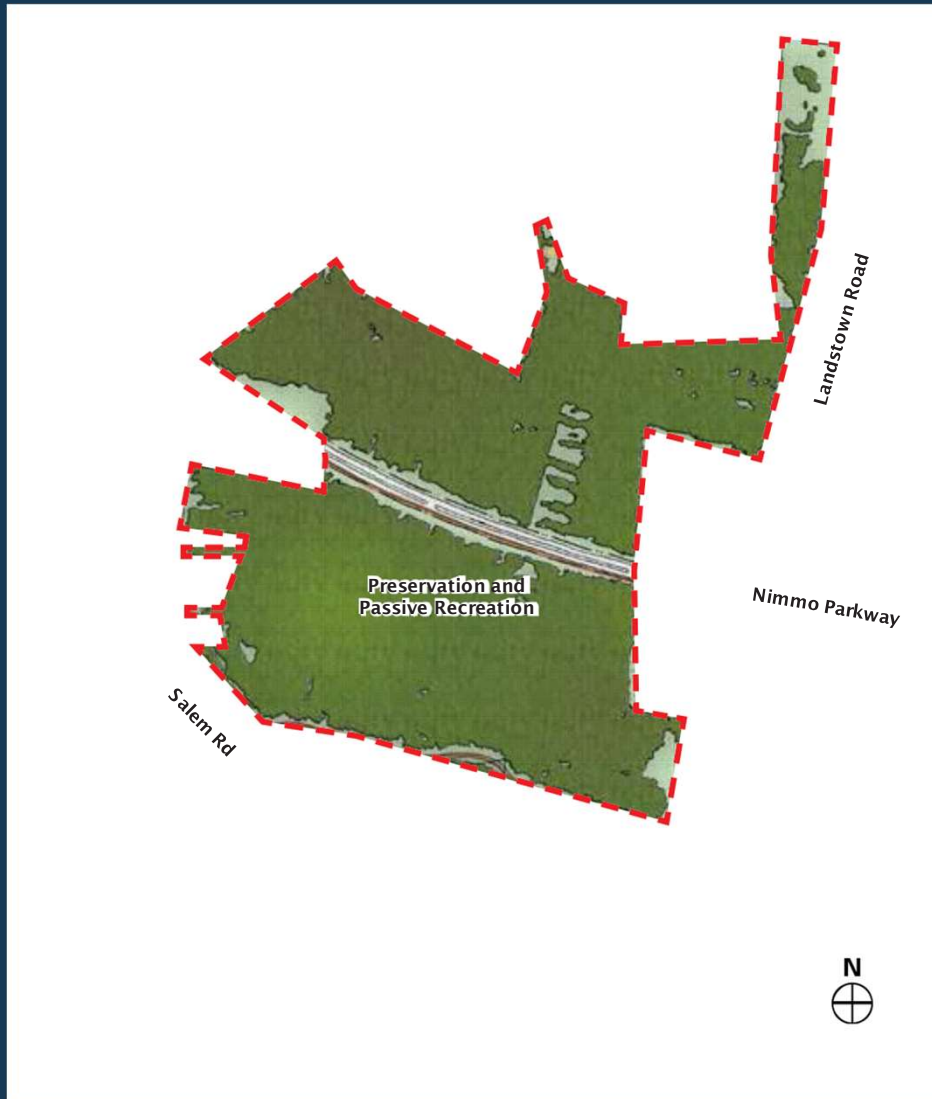 Landstown Road
Preservation and
Passive Recreation
Nimmo Parkway
Salem Rd
N